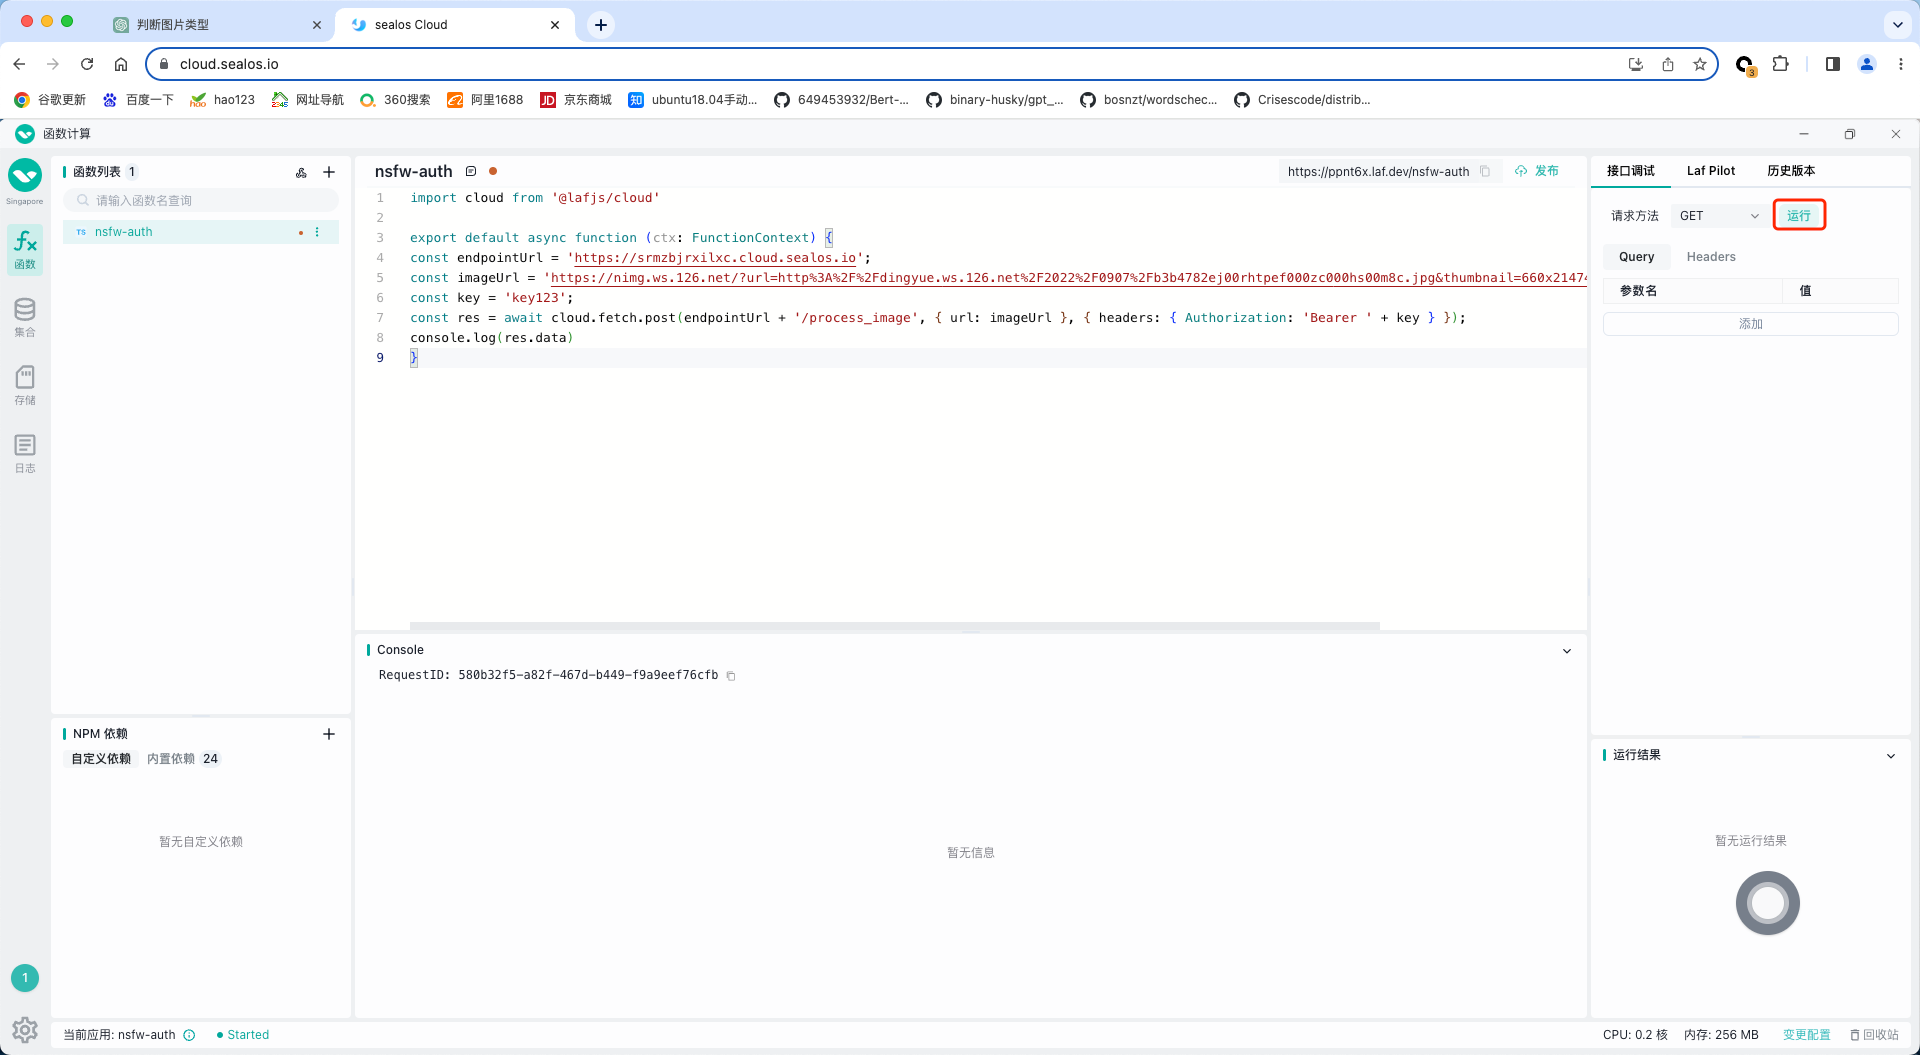 判断图片类型
sealos Cloud
cloud.sealos.io
3
谷歌更新
百度一下
hao123
网址导航
360搜索
阿里1688
京东商城
ubuntu18.04手动...
649453932/Bert-...
binary-husky/gpt_...
bosnzt/wordschec...
Crisescode/distrib...
函数计算
Singapore
函数
集合
存储
日志
1
函数列表 1
请输入函数名查询
TS nsfw-auth
NPM 依赖
自定义依赖 内置依赖 24
暂无自定义依赖
nsfw-auth
https://ppnt6x.laf.dev/nsfw-auth
发布
1 import cloud from '@lafjs/cloud'
2
3 export default async function (ctx: FunctionContext) {
4 const endpointUrl = 'https://srmzbjrxilxc.cloud.sealos.io';
5 const imageUrl = 'https://nimg.ws.126.net/?url=http%3A%2F%2Fdingyue.ws.126.net%2F2022%2F0907%2Fb3b4782ej00rhtpef000zc000hs00m8c.jpg&thumbnail=660x2147
6 const key = 'key123';
7 const res = await cloud.fetch.post(endpointUrl + '/process_image', { url: imageUrl }, { headers: { Authorization: 'Bearer ' + key } });
8 console.log(res.data)
9 }
Console
RequestID: 580b32f5-a82f-467d-b449-f9a9eef76cfb
暂无信息
接口调试 Laf Pilot 历史版本
请求方法 GET 运行
Query Headers
参数名 值
添加
运行结果
暂无运行结果
当前应用: nsfw-auth
Started
CPU: 0.2 核 内存: 256 MB 变更配置 回收站